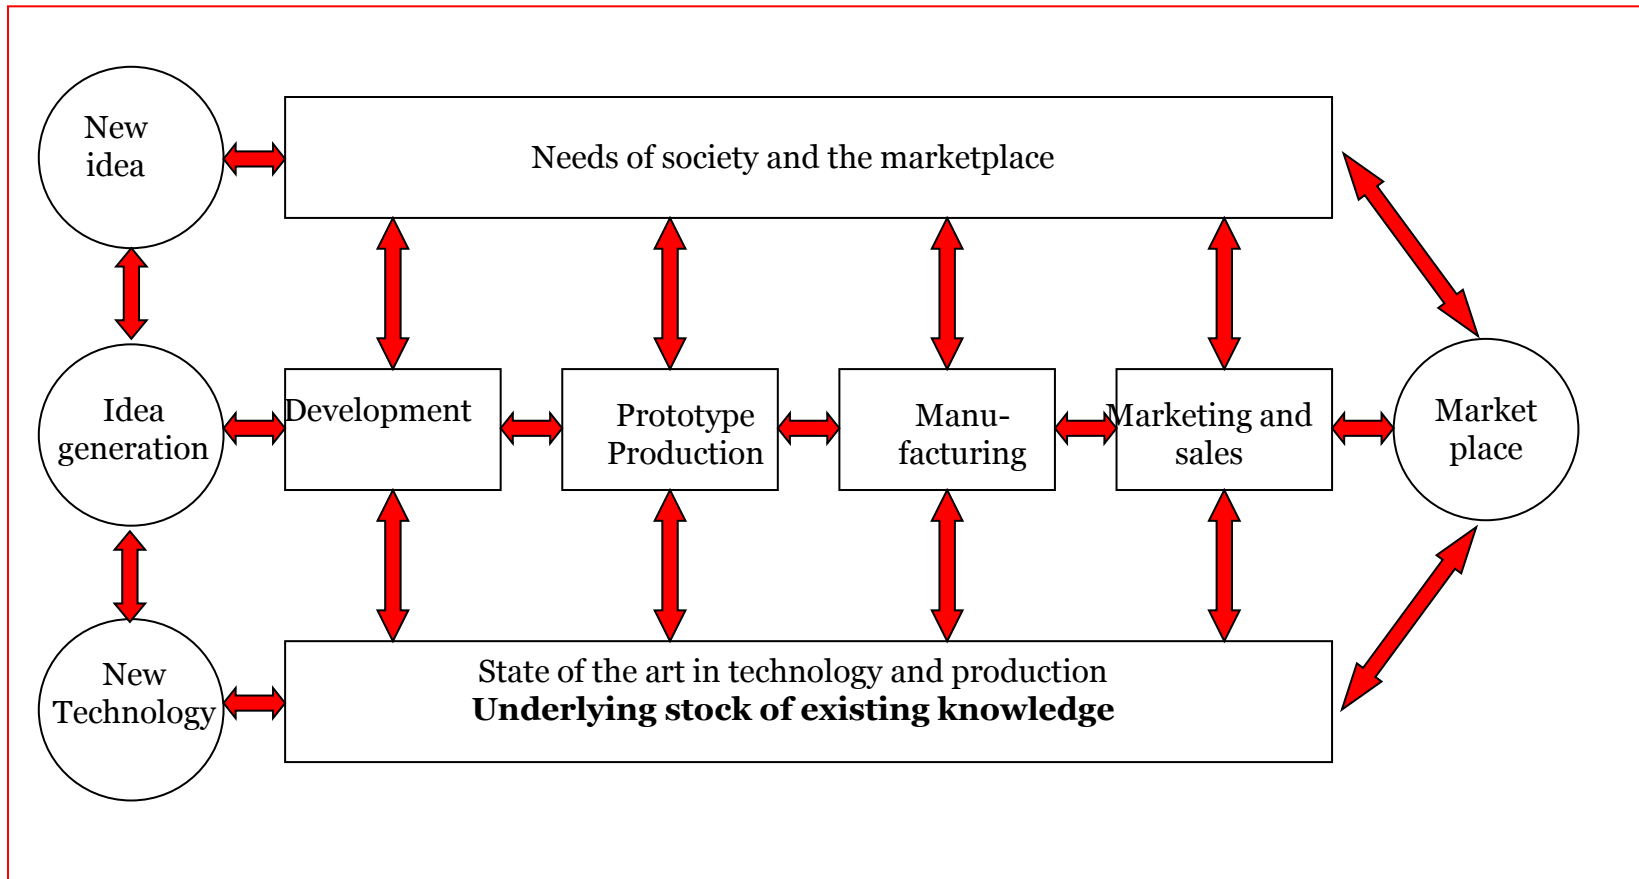 New
idea
Needs of society and the marketplace
Idea
generation
Development
Prototype
Production
Manu-
facturing
Marketing and
sales
Market
place
New
Technology
State of the art in technology and production
Underlying stock of existing knowledge